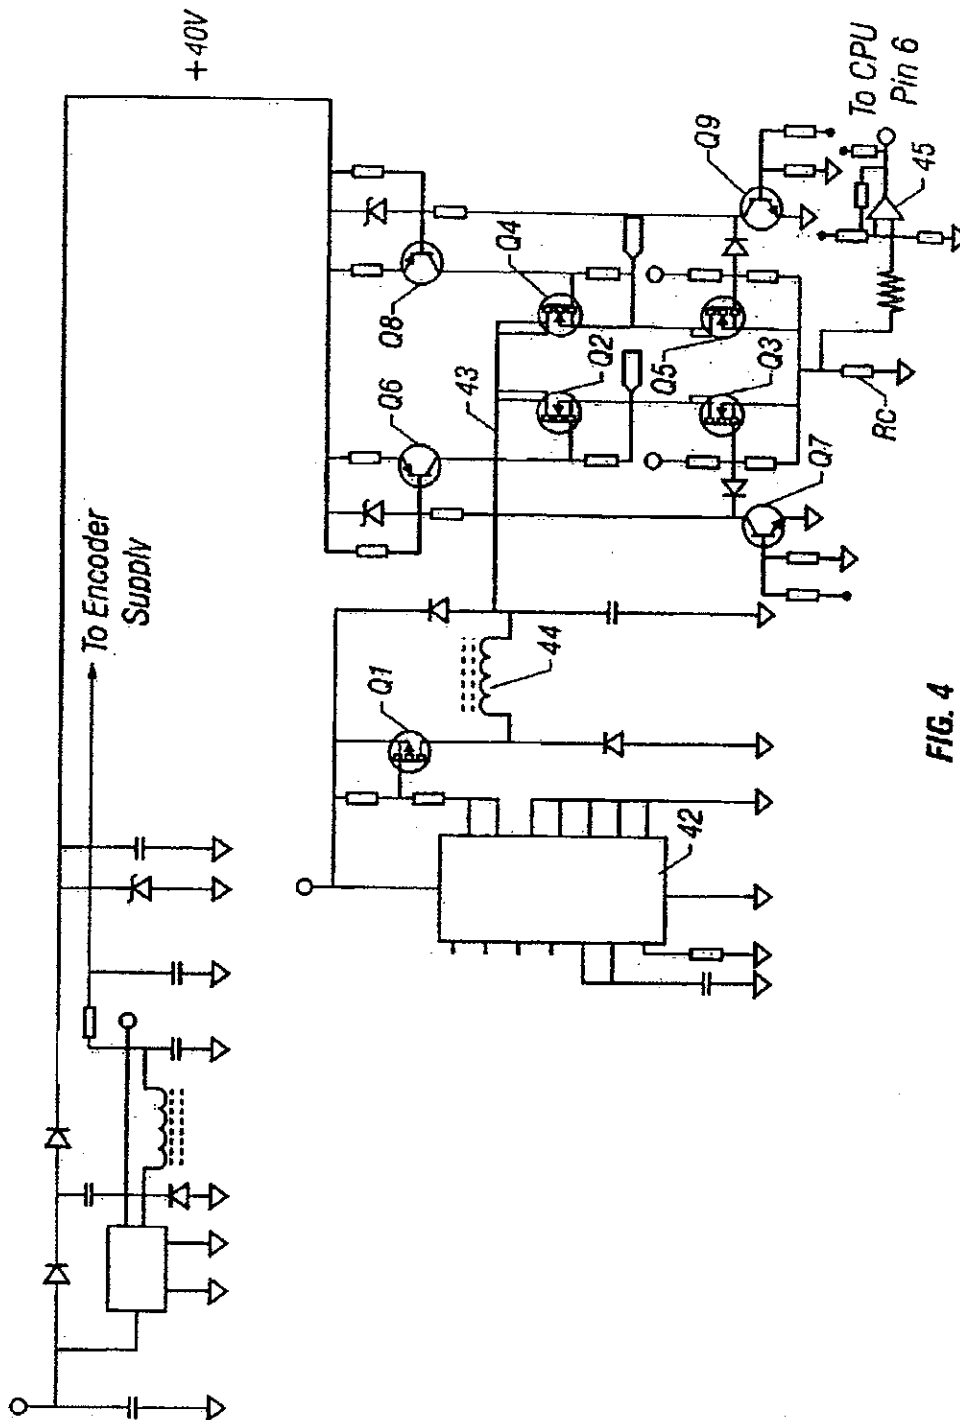 +40V
To Encoder
Supply
To CPU
Pin 6
Q9
45
Q4
Q8
Q2
Q5
Q3
43
Q6
RC
Q7
Q1
44
42
FIG. 4